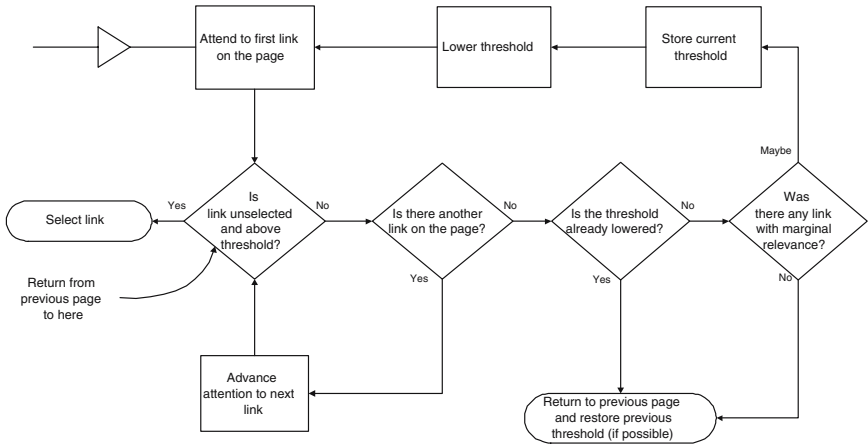 Attend to first link
on the page
Lower threshold
Store current
threshold
Maybe
Select link
Yes
Is
link unselected
and above
threshold?
No
Is there another
link on the page?
No
Is the threshold
already lowered?
No
Was
there any link
with marginal
relevance?
Return from
previous page
to here
Yes
Yes
No
Advance
attention to next
link
Return to previous page
and restore previous
threshold (if possible)